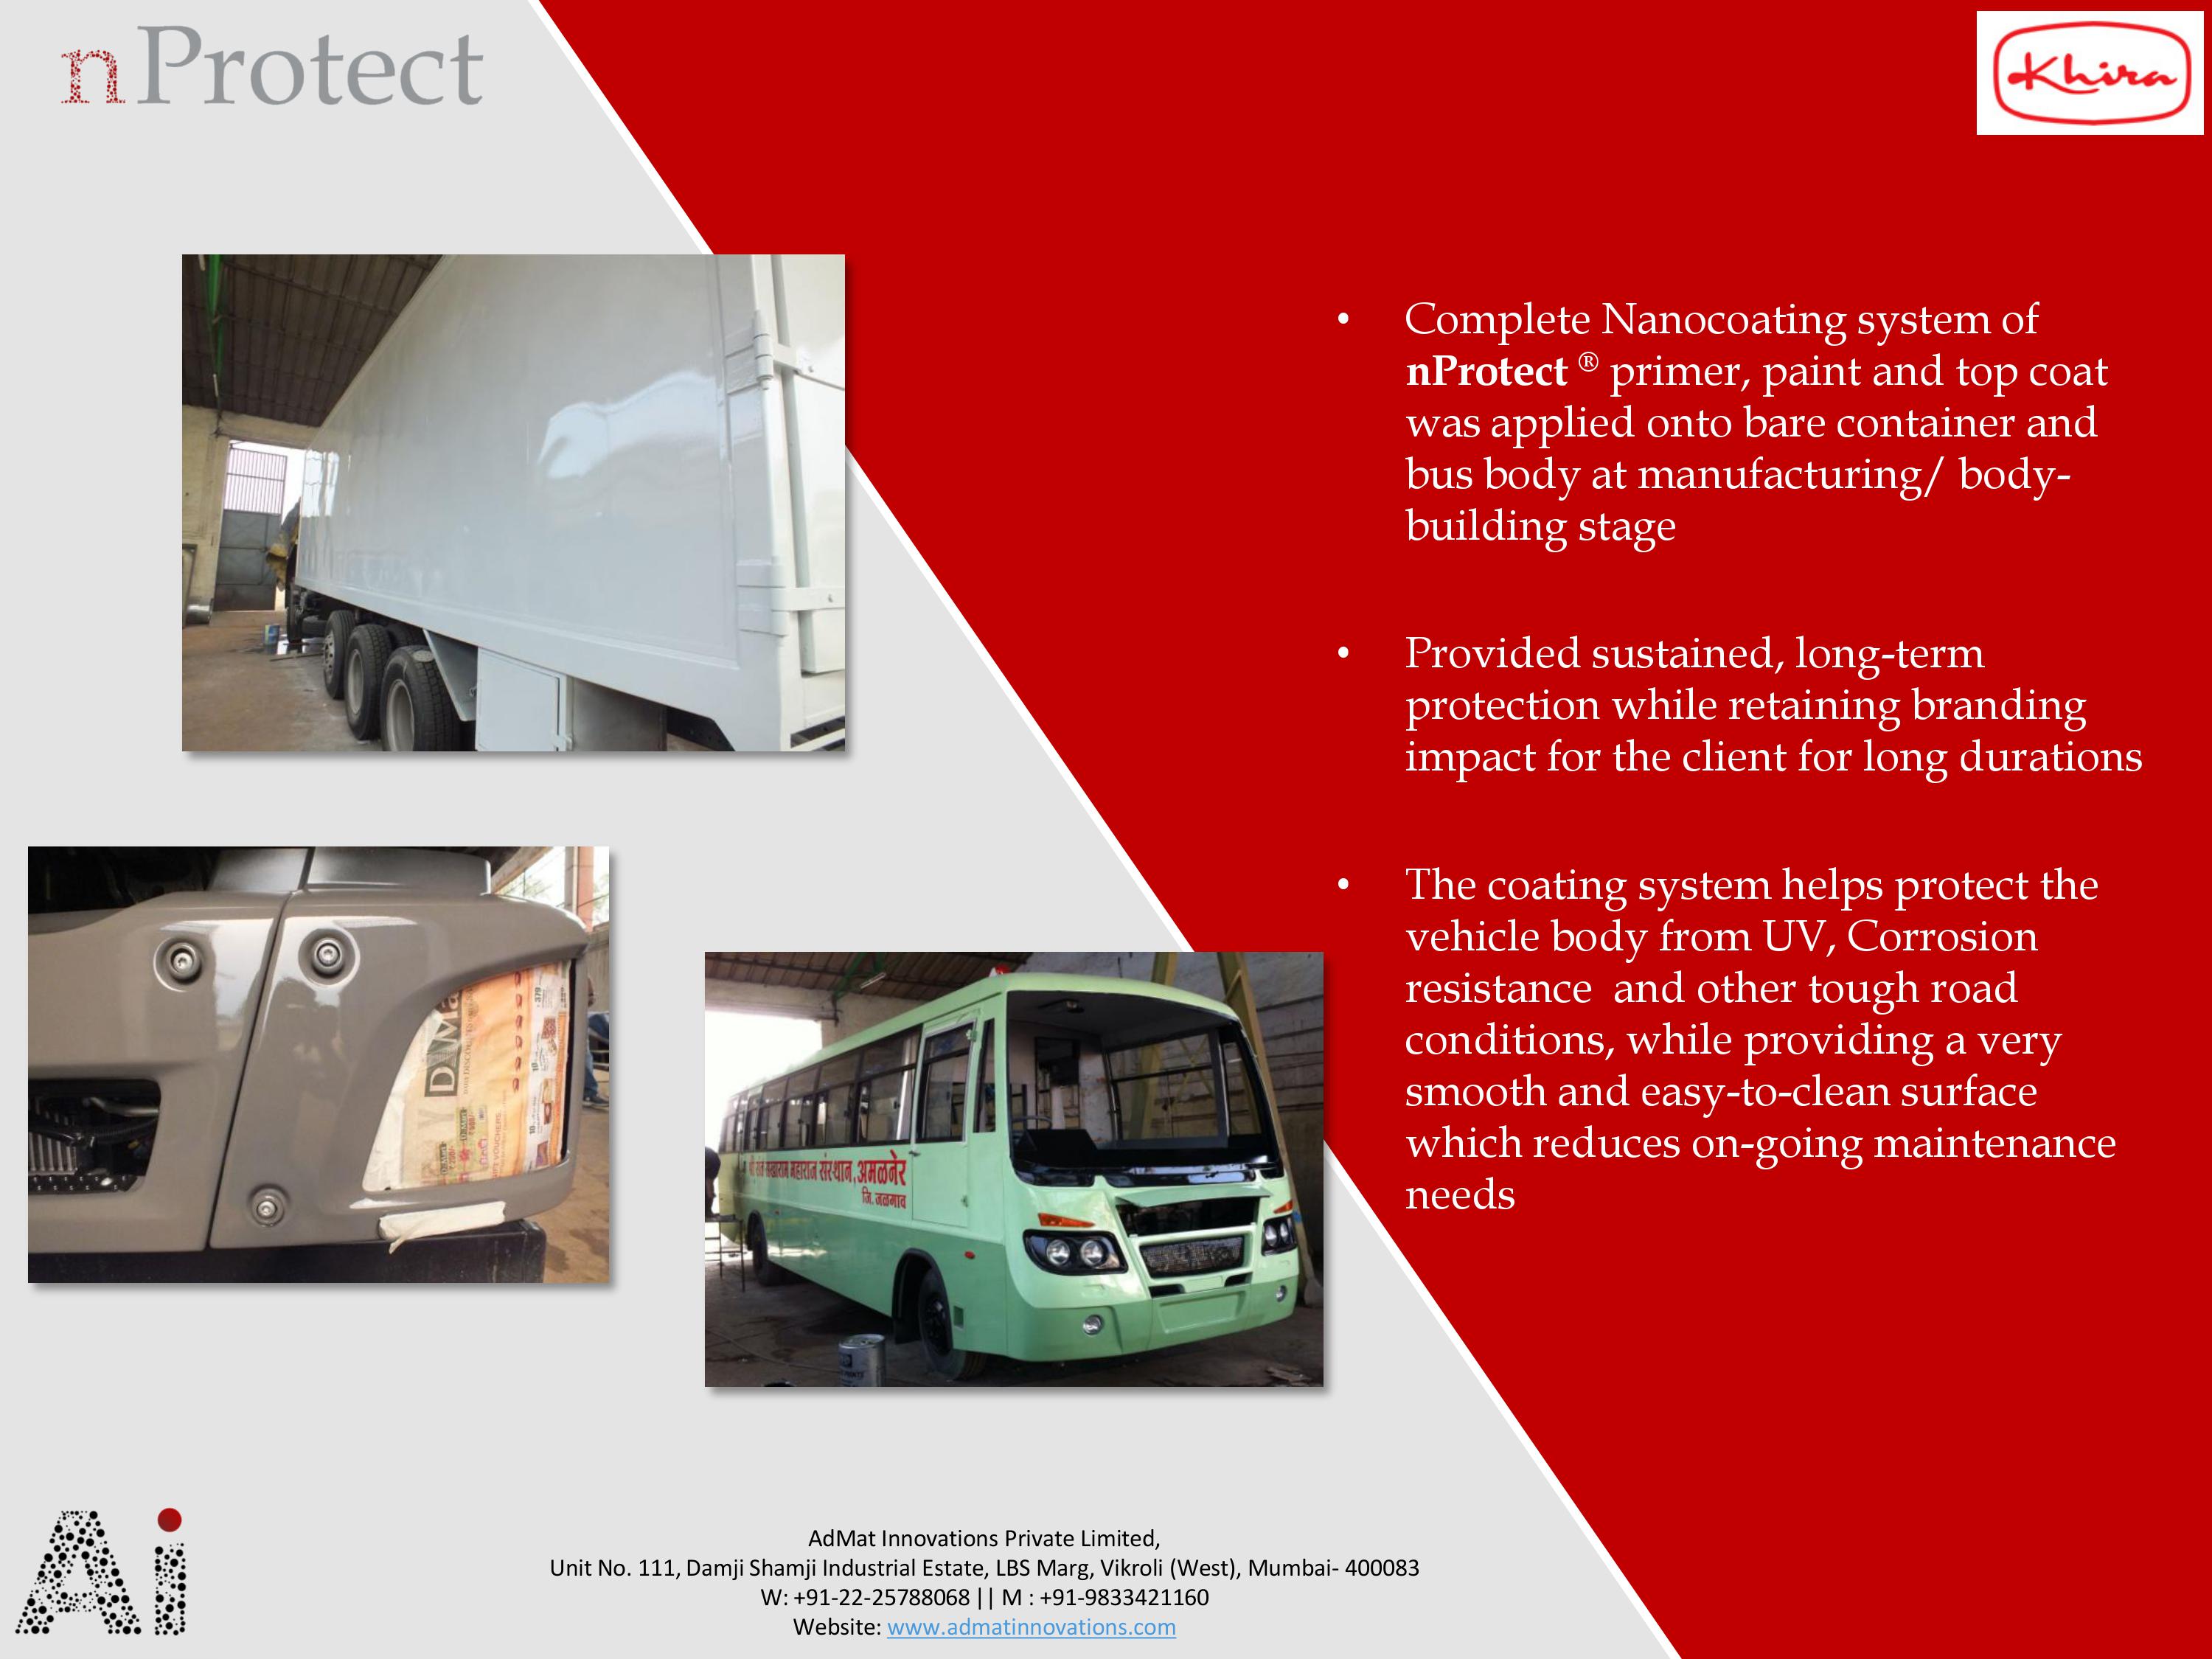 nProtect
Khira
• Complete Nanocoating system of
nProtect ® primer, paint and top coat
was applied onto bare container and
bus body at manufacturing/ body-
building stage
• Provided sustained, long-term
protection while retaining branding
impact for the client for long durations
• The coating system helps protect the
vehicle body from UV, Corrosion
resistance and other tough road
conditions, while providing a very
smooth and easy-to-clean surface
which reduces on-going maintenance
needs
महाराज संस्थान, अमळनेर
जि. जळगाव
Ai
AdMat Innovations Private Limited,
Unit No. 111, Damji Shamji Industrial Estate, LBS Marg, Vikroli (West), Mumbai- 400083
W: +91-22-25788068 || M : +91-9833421160
Website: www.admatinnovations.com